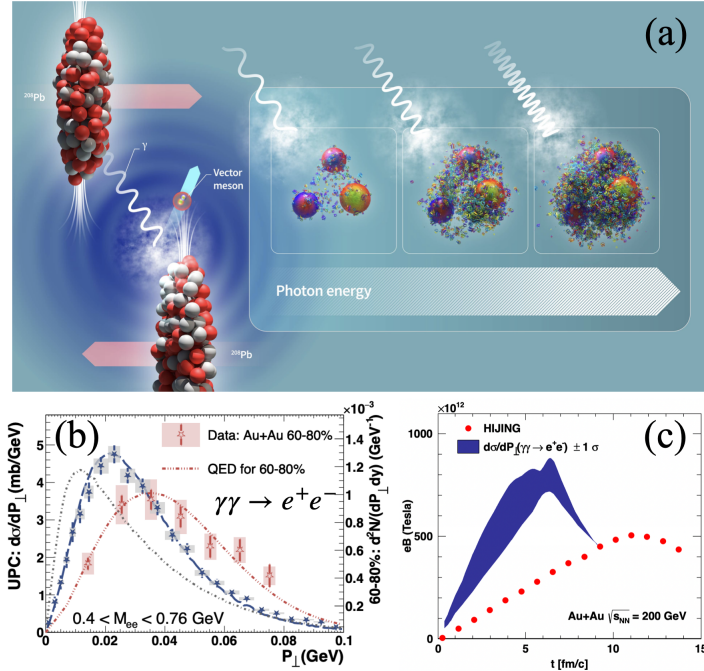 (a)
²⁰⁸Pb
γ
Vector
meson
Photon energy
²⁰⁸Pb
(b)
Data: Au+Au 60-80%
QED for 60-80%
γγ → e⁺e⁻
0.4 < Mee < 0.76 GeV
UPC: dσ/dP⊥(mb/GeV)
5
4
3
2
1
0
0
0.02
0.04
0.06
0.08
0.1
P⊥(GeV)
×10⁻³
1.4
1.2
1
0.8
0.6
0.4
0.2
60-80%: d²N/(dP⊥dy) (GeV⁻¹)
(c)
×10¹²
1000
500
0
eB (Tesla)
HIJING
dσ/dP⊥(γγ → e⁺e⁻) ± 1 σ
Au+Au √sNN = 200 GeV
0
5
10
t [fm/c]